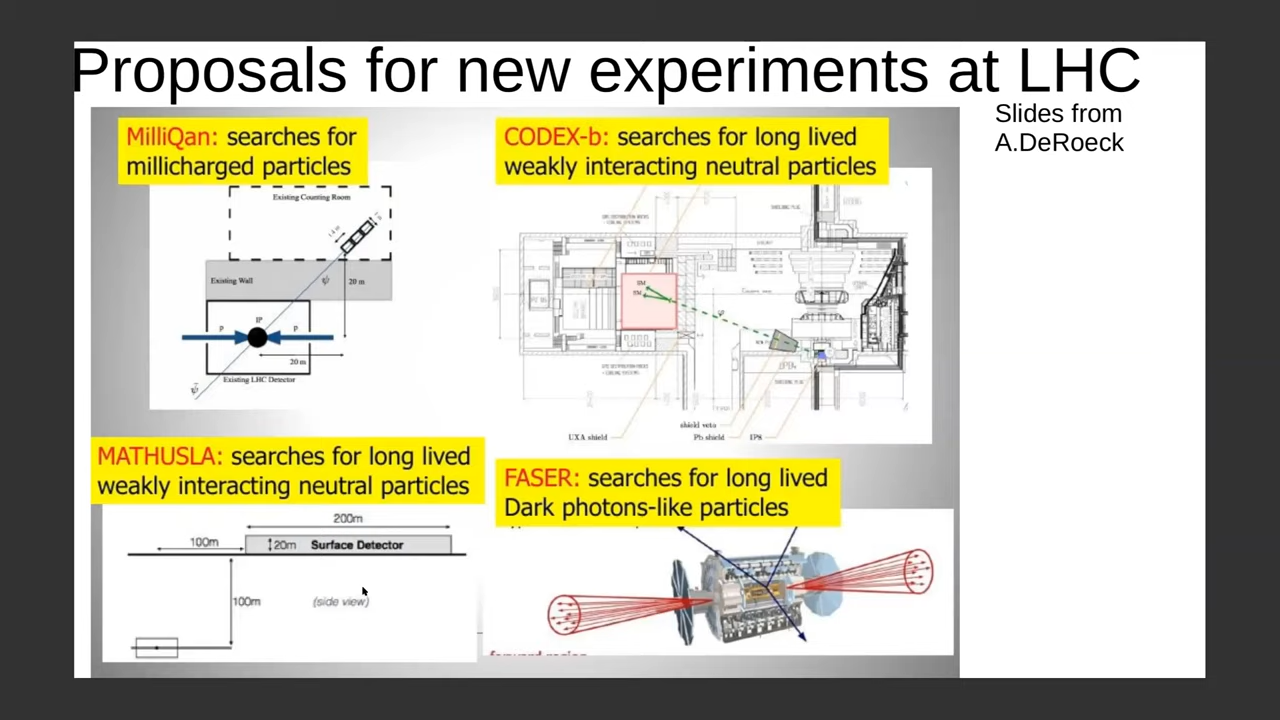 Proposals for new experiments at LHC
Slides from
A.DeRoeck
MilliQan: searches for
millicharged particles
Existing Counting Room
Existing Wall
20 m
IP
P
P
20 m
Existing LHC Detector
CODEX-b: searches for long lived
weakly interacting neutral particles
SM
SM
shield veto
UXA shield
Pb shield
MATHUSLA: searches for long lived
weakly interacting neutral particles
200m
100m
20m
Surface Detector
100m
(side view)
FASER: searches for long lived
Dark photons-like particles